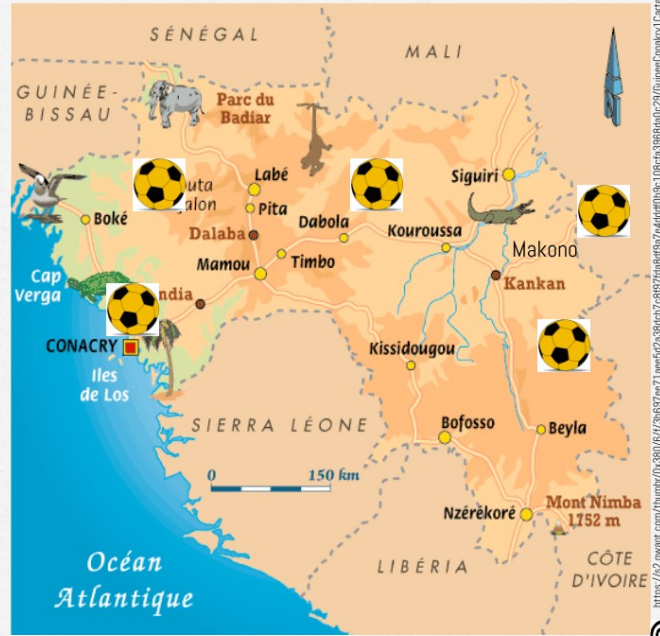 SÉNÉGAL
MALI
GUINÉE-
BISSAU
Parc du
Badiar
Labé
Siguiri
Pita
Boké
Dabola
Kouroussa
Dalaba
Makono
Timbo
Mamou
Kankan
Cap
Verga
CONACRY
Kissidougou
Iles
de Los
SIERRA LÉONE
Bofosso
Beyla
0 150 km
Nzérékoré
Mont Nimba
1752 m
Océan
Atlantique
LIBÉRIA
CÔTE
D'IVOIRE